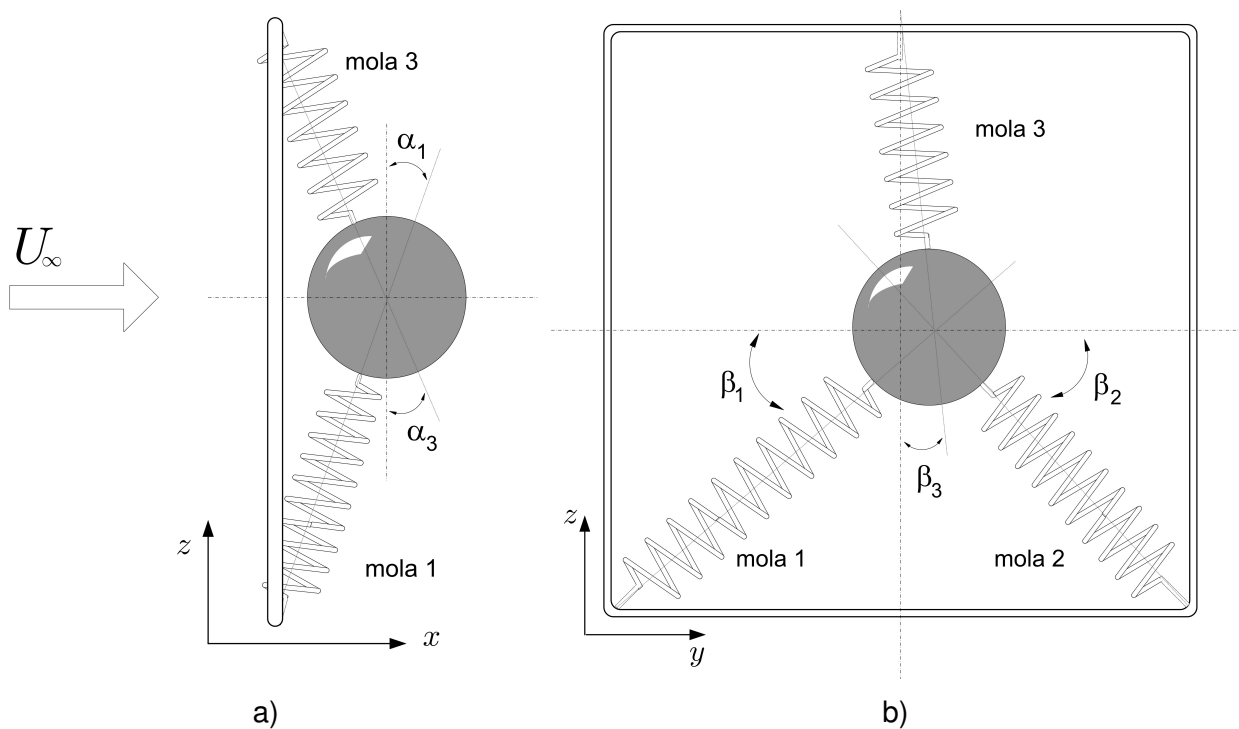 mola 3
α₁
U∞
α₃
z
mola 1
x
a)
mola 3
β₁
β₂
β₃
z
mola 1
mola 2
y
b)